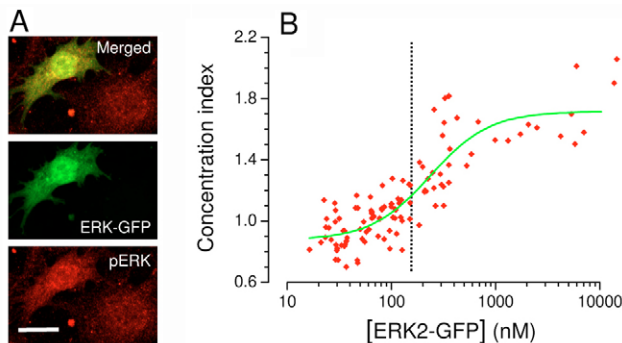 A
Merged
ERK-GFP
pERK
B
Concentration index
2.2
1.8
1.4
1.0
0.6
10
100
1000
10000
[ERK2-GFP] (nM)